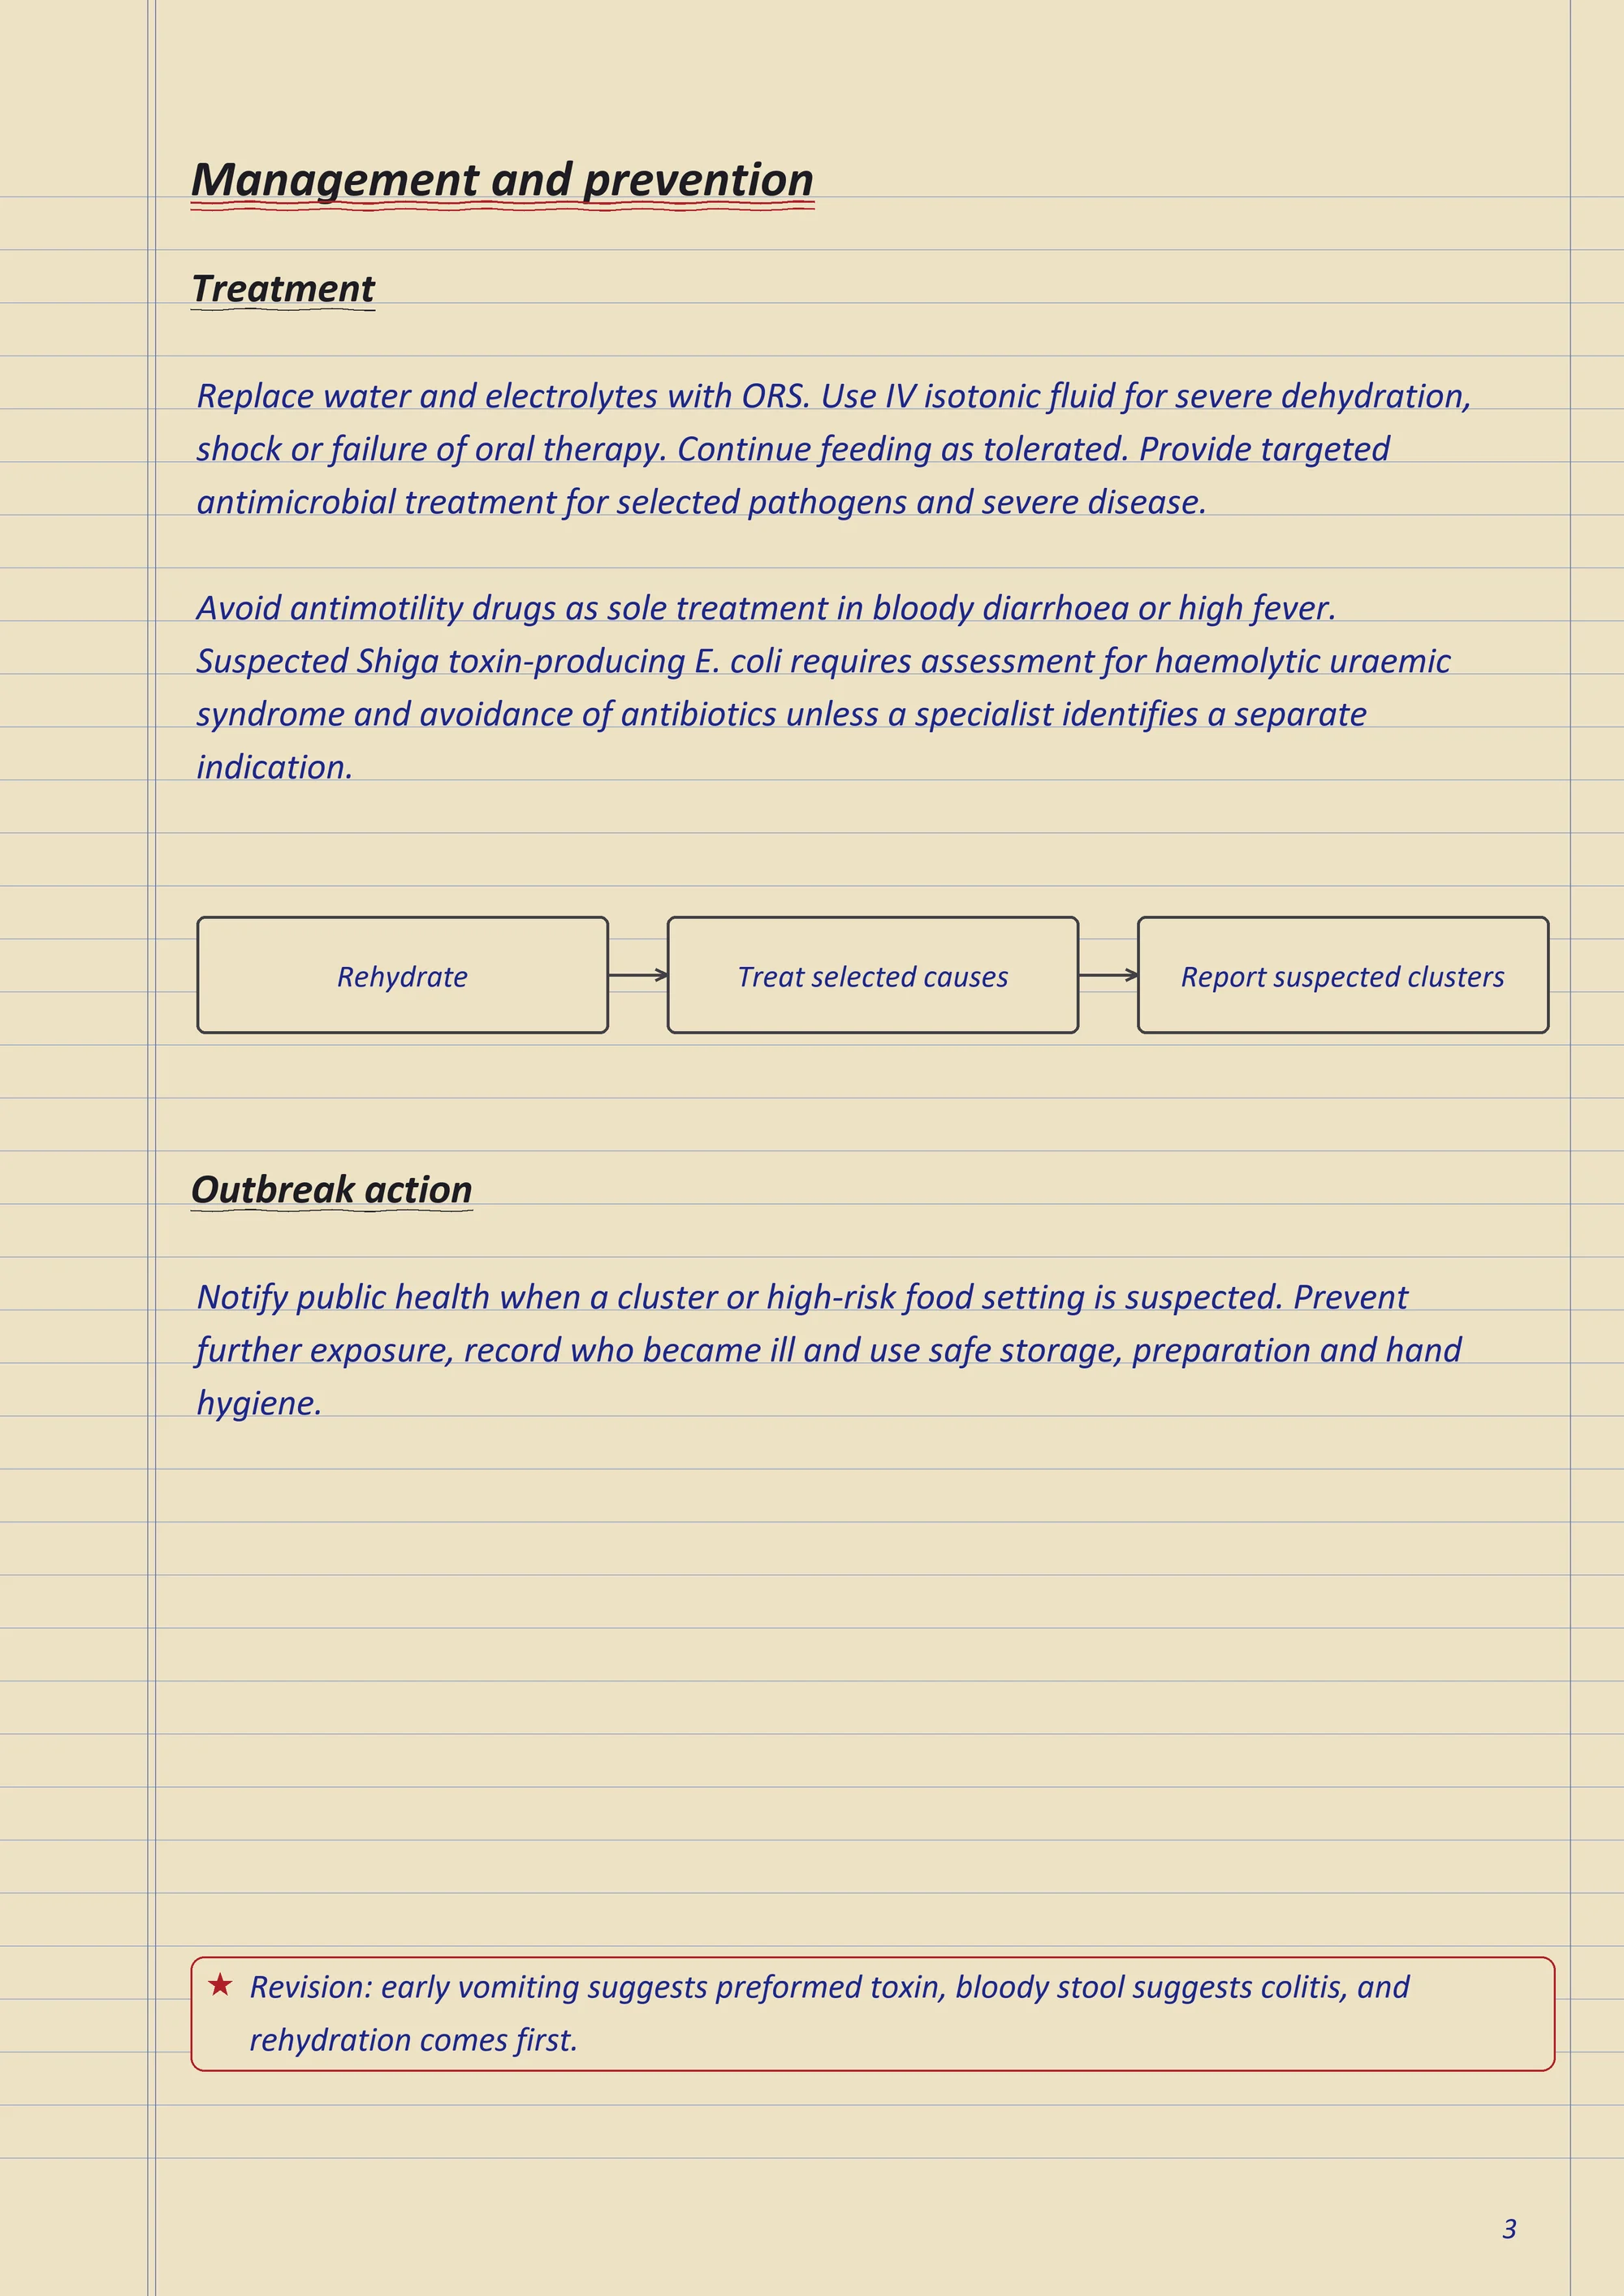 Management and prevention
Treatment
Replace water and electrolytes with ORS. Use IV isotonic fluid for severe dehydration,
shock or failure of oral therapy. Continue feeding as tolerated. Provide targeted
antimicrobial treatment for selected pathogens and severe disease.
Avoid antimotility drugs as sole treatment in bloody diarrhoea or high fever.
Suspected Shiga toxin-producing E. coli requires assessment for haemolytic uraemic
syndrome and avoidance of antibiotics unless a specialist identifies a separate
indication.
Rehydrate
Treat selected causes
Report suspected clusters
Outbreak action
Notify public health when a cluster or high-risk food setting is suspected. Prevent
further exposure, record who became ill and use safe storage, preparation and hand
hygiene.
★ Revision: early vomiting suggests preformed toxin, bloody stool suggests colitis, and
rehydration comes first.
3